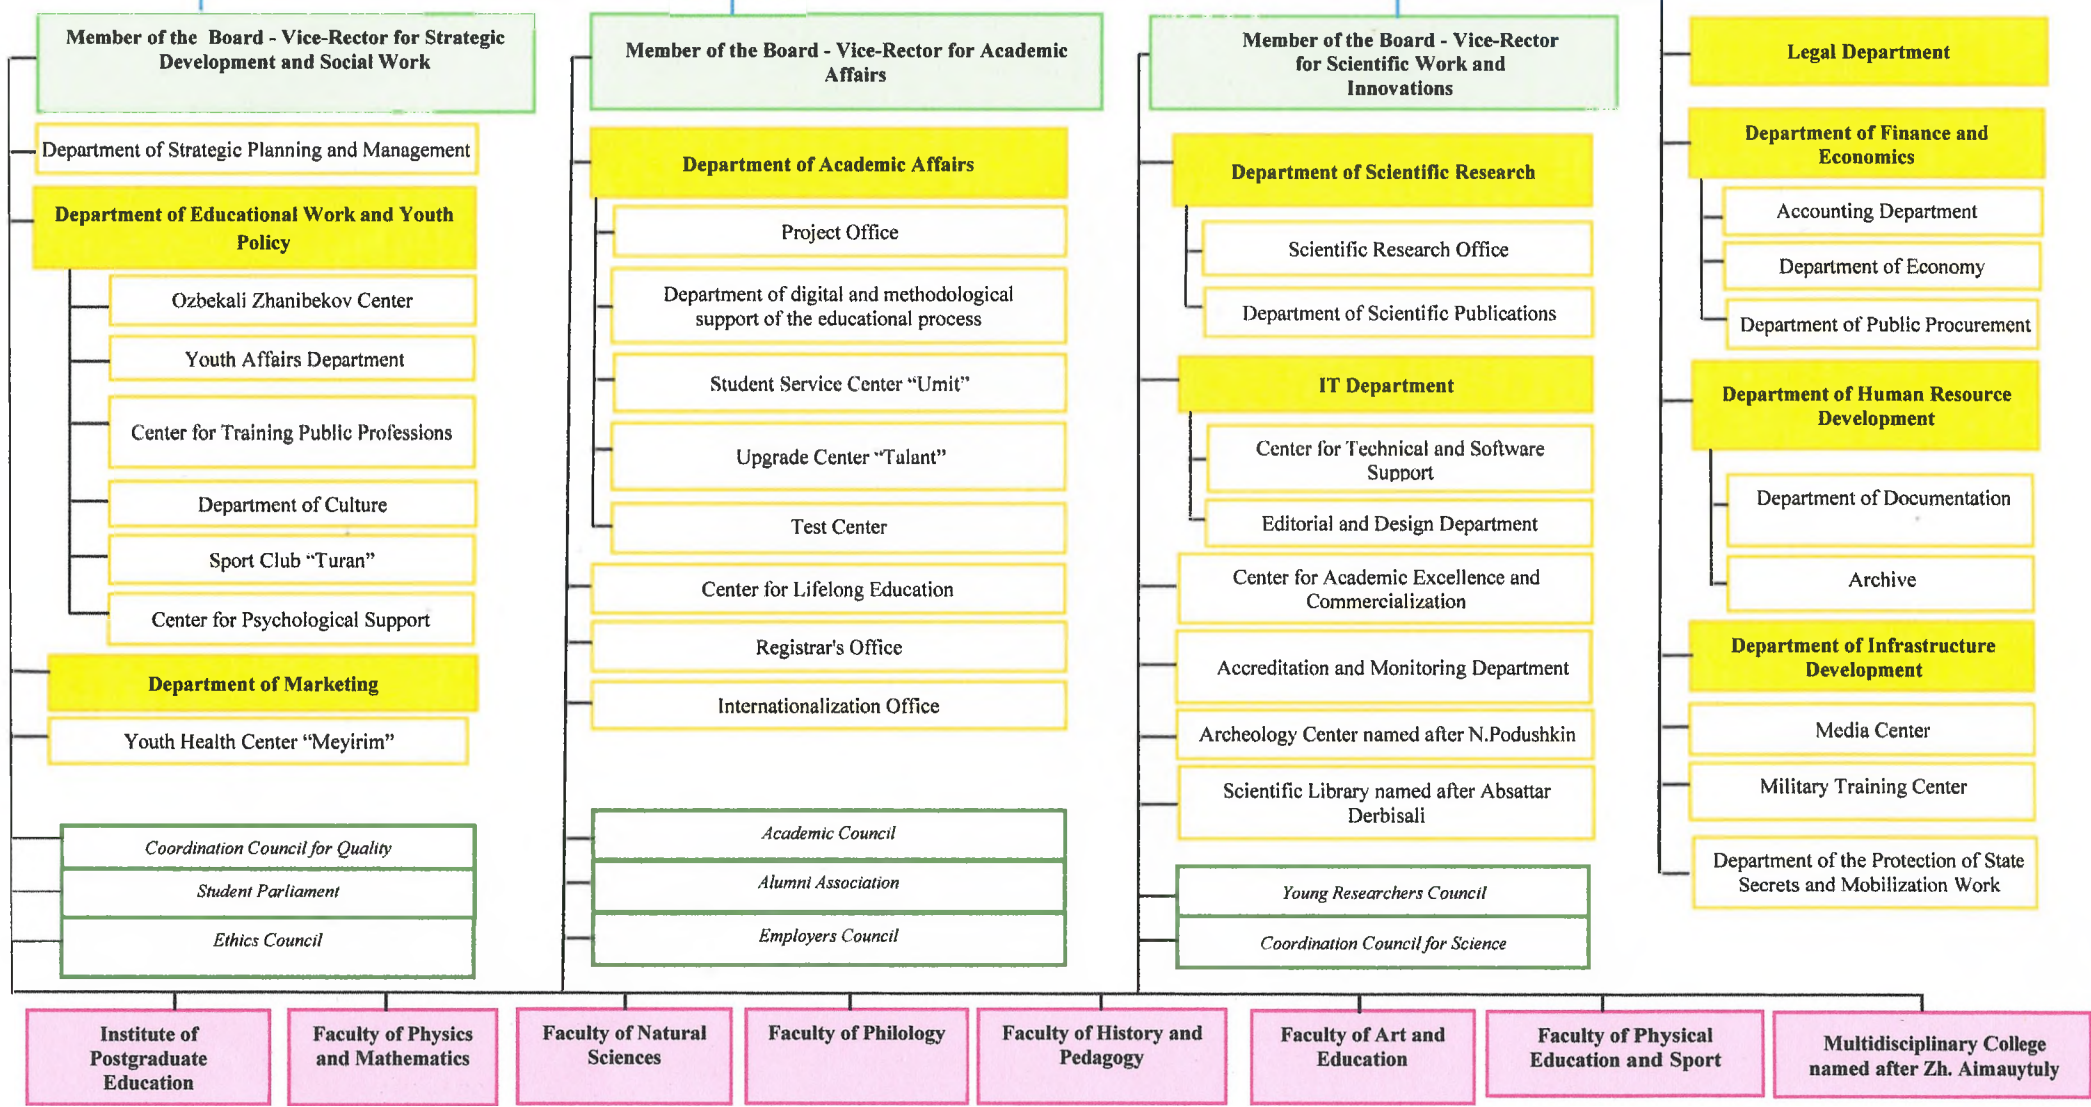 Member of the Board - Vice-Rector for Strategic
Development and Social Work
Department of Strategic Planning and Management
Department of Educational Work and Youth
Policy
Ozbekali Zhanibekov Center
Youth Affairs Department
Center for Training Public Professions
Department of Culture
Sport Club “Turan”
Center for Psychological Support
Department of Marketing
Youth Health Center “Meyirim”
Coordination Council for Quality
Student Parliament
Ethics Council
Member of the Board - Vice-Rector for Academic
Affairs
Department of Academic Affairs
Project Office
Department of digital and methodological
support of the educational process
Student Service Center “Umit”
Upgrade Center “Talant”
Test Center
Center for Lifelong Education
Registrar's Office
Internationalization Office
Academic Council
Alumni Association
Employers Council
Member of the Board - Vice-Rector
for Scientific Work and
Innovations
Department of Scientific Research
Scientific Research Office
Department of Scientific Publications
IT Department
Center for Technical and Software
Support
Editorial and Design Department
Center for Academic Excellence and
Commercialization
Accreditation and Monitoring Department
Archeology Center named after N.Podushkin
Scientific Library named after Absattar
Derbisali
Young Researchers Council
Coordination Council for Science
Legal Department
Department of Finance and
Economics
Accounting Department
Department of Economy
Department of Public Procurement
Department of Human Resource
Development
Department of Documentation
Archive
Department of Infrastructure
Development
Media Center
Military Training Center
Department of the Protection of State
Secrets and Mobilization Work
Institute of
Postgraduate
Education
Faculty of Physics
and Mathematics
Faculty of Natural
Sciences
Faculty of Philology
Faculty of History and
Pedagogy
Faculty of Art and
Education
Faculty of Physical
Education and Sport
Multidisciplinary College
named after Zh. Aimauytuly